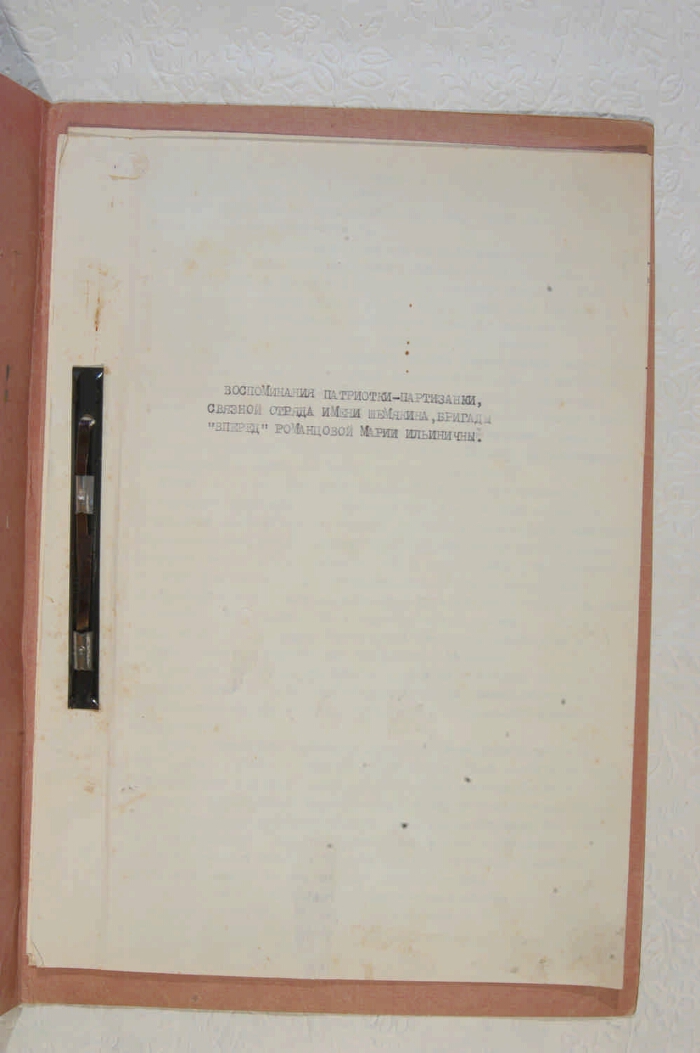 ВОСПОМИНАНИЯ ПАТРИОТКИ-ПАРТИЗАНКИ,
СВЯЗНОЙ ОТРЯДА ИМЕНИ ШЕМЯКИНА, БРИГАДЫ
"ВПЕРЕД" РОМАНЦОВОЙ МАРИИ ИЛЬИНИЧНЫ.